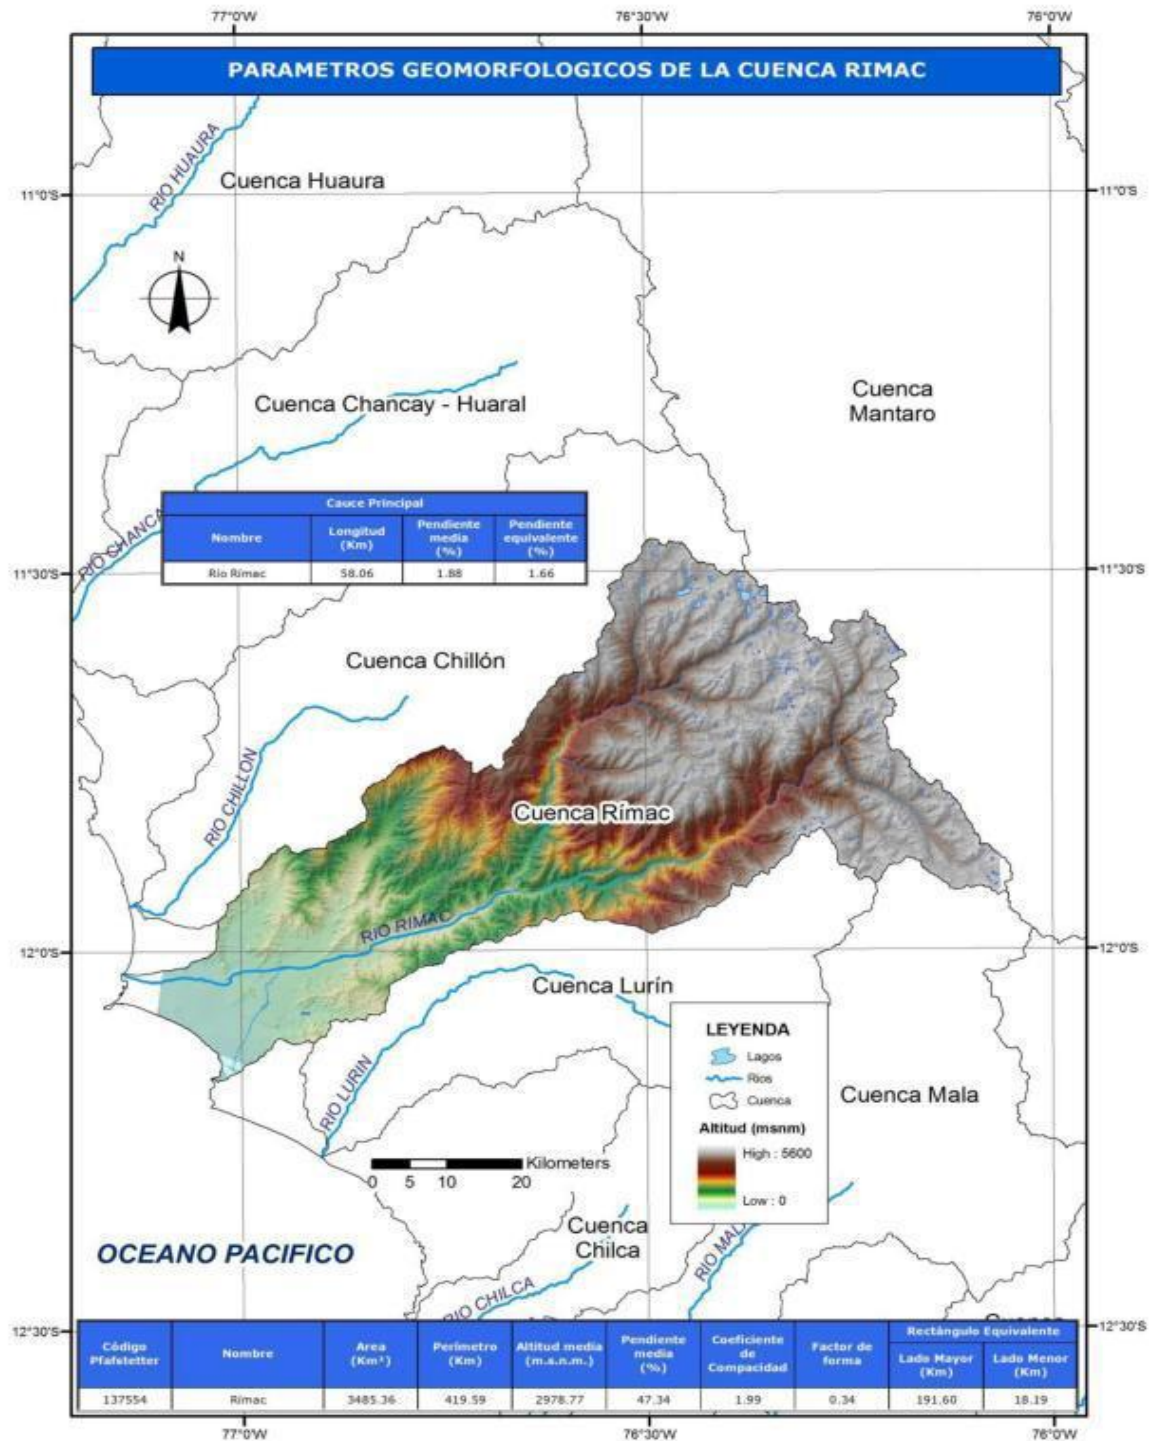 77°0'W 76°30'W 76°0'W
PARAMETROS GEOMORFOLOGICOS DE LA CUENCA RIMAC
RIO HUAURA
Cuenca Huaura
11°0'S 11°0'S
N
Cuenca
Mantaro
Cuenca Chancay - Huaral
RIO CHANCA
Cauce Principal
Nombre Longitud (Km) Pendiente media (%) Pendiente equivalente (%)
Rio Rimac 58.06 1.88 1.66
11°30'S 11°30'S
Cuenca Chillón
RIO CHILLON
Cuenca Rímac
RIO RIMAC
12°0'S 12°0'S
Cuenca Lurín
RIO LURIN
LEYENDA
Lagos
Rios
Cuenca
Altitud (msnm)
High : 5600
Low : 0
Cuenca Mala
Kilometers
0 5 10 20
Cuenca
Chilca
RIO MAL
OCEANO PACIFICO
RIO CHILCA
12°30'S 12°30'S
Código Pfafstetter Nombre Area (Km²) Perímetro (Km) Altitud media (m.s.n.m.) Pendiente media (%) Coeficiente de Compacidad Factor de forma Rectángulo Equivalente Lado Mayor (Km) Lado Menor (Km)
137554 Rímac 3485.36 419.59 2978.77 47.34 1.99 0.34 191.60 18.19
77°0'W 76°30'W 76°0'W